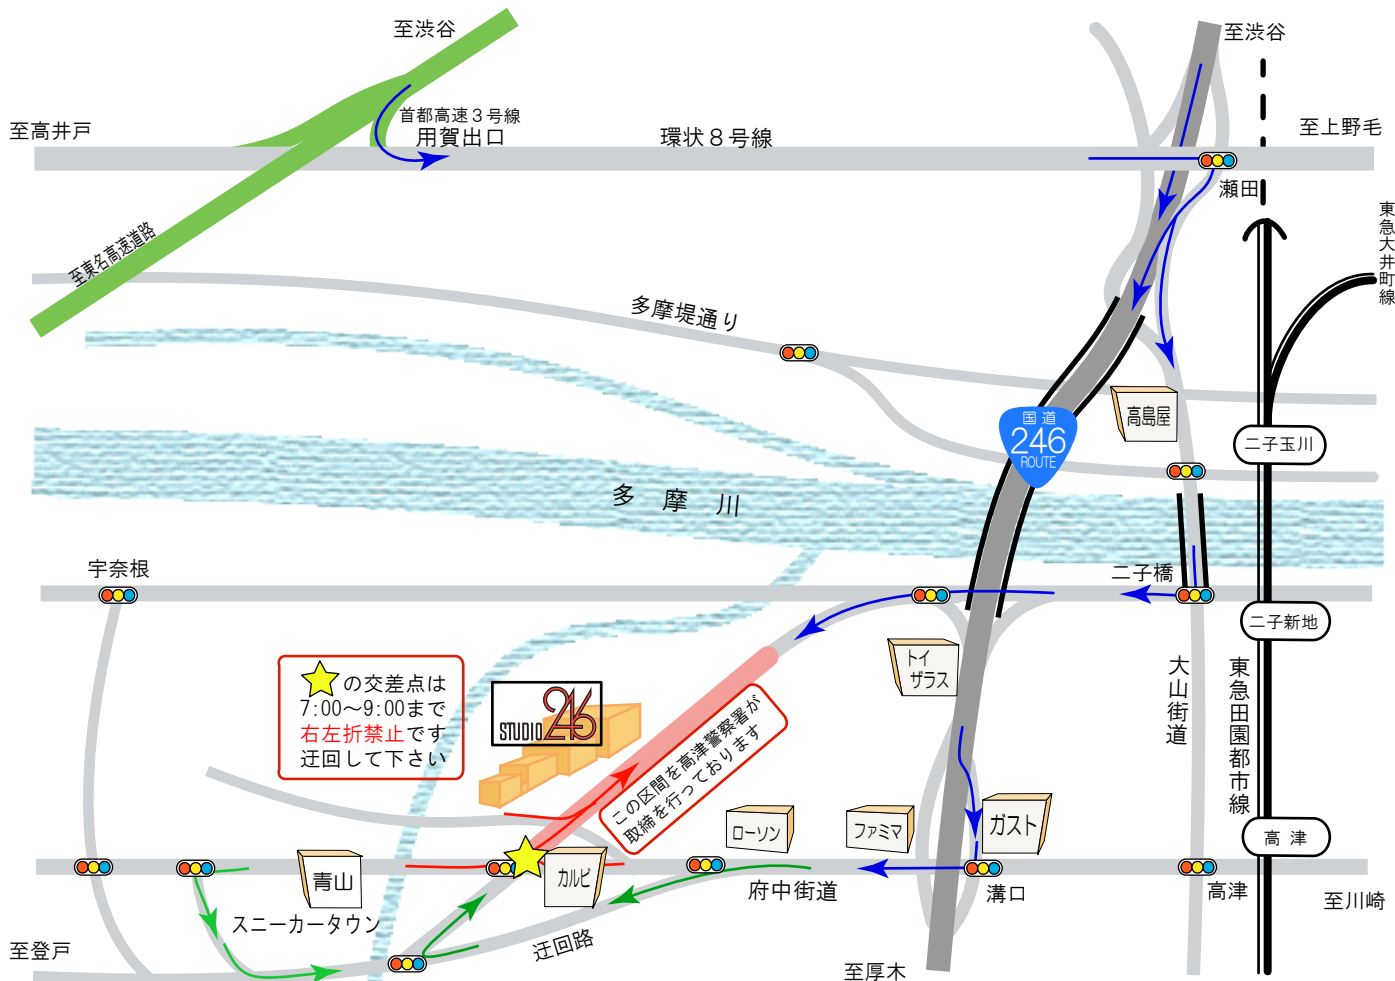 至渋谷
至渋谷
首都高速3号線
用賀出口
至高井戸
環状8号線
至上野毛
瀬田
東急大井町線
至東名高速道路
多摩堤通り
高島屋
国道
246
ROUTE
二子玉川
多摩川
宇奈根
二子橋
二子新地
トイ
ザラス
大山街道
東急田園都市線
の交差点は
7:00～9:00まで
右左折禁止です
迂回して下さい
STUDIO 246
この区間を高津警察署が
取締を行っております
ローソン
ファミマ
ガスト
高津
青山
カルビ
スニーカータウン
府中街道
溝口
高津
至川崎
至登戸
迂回路
至厚木